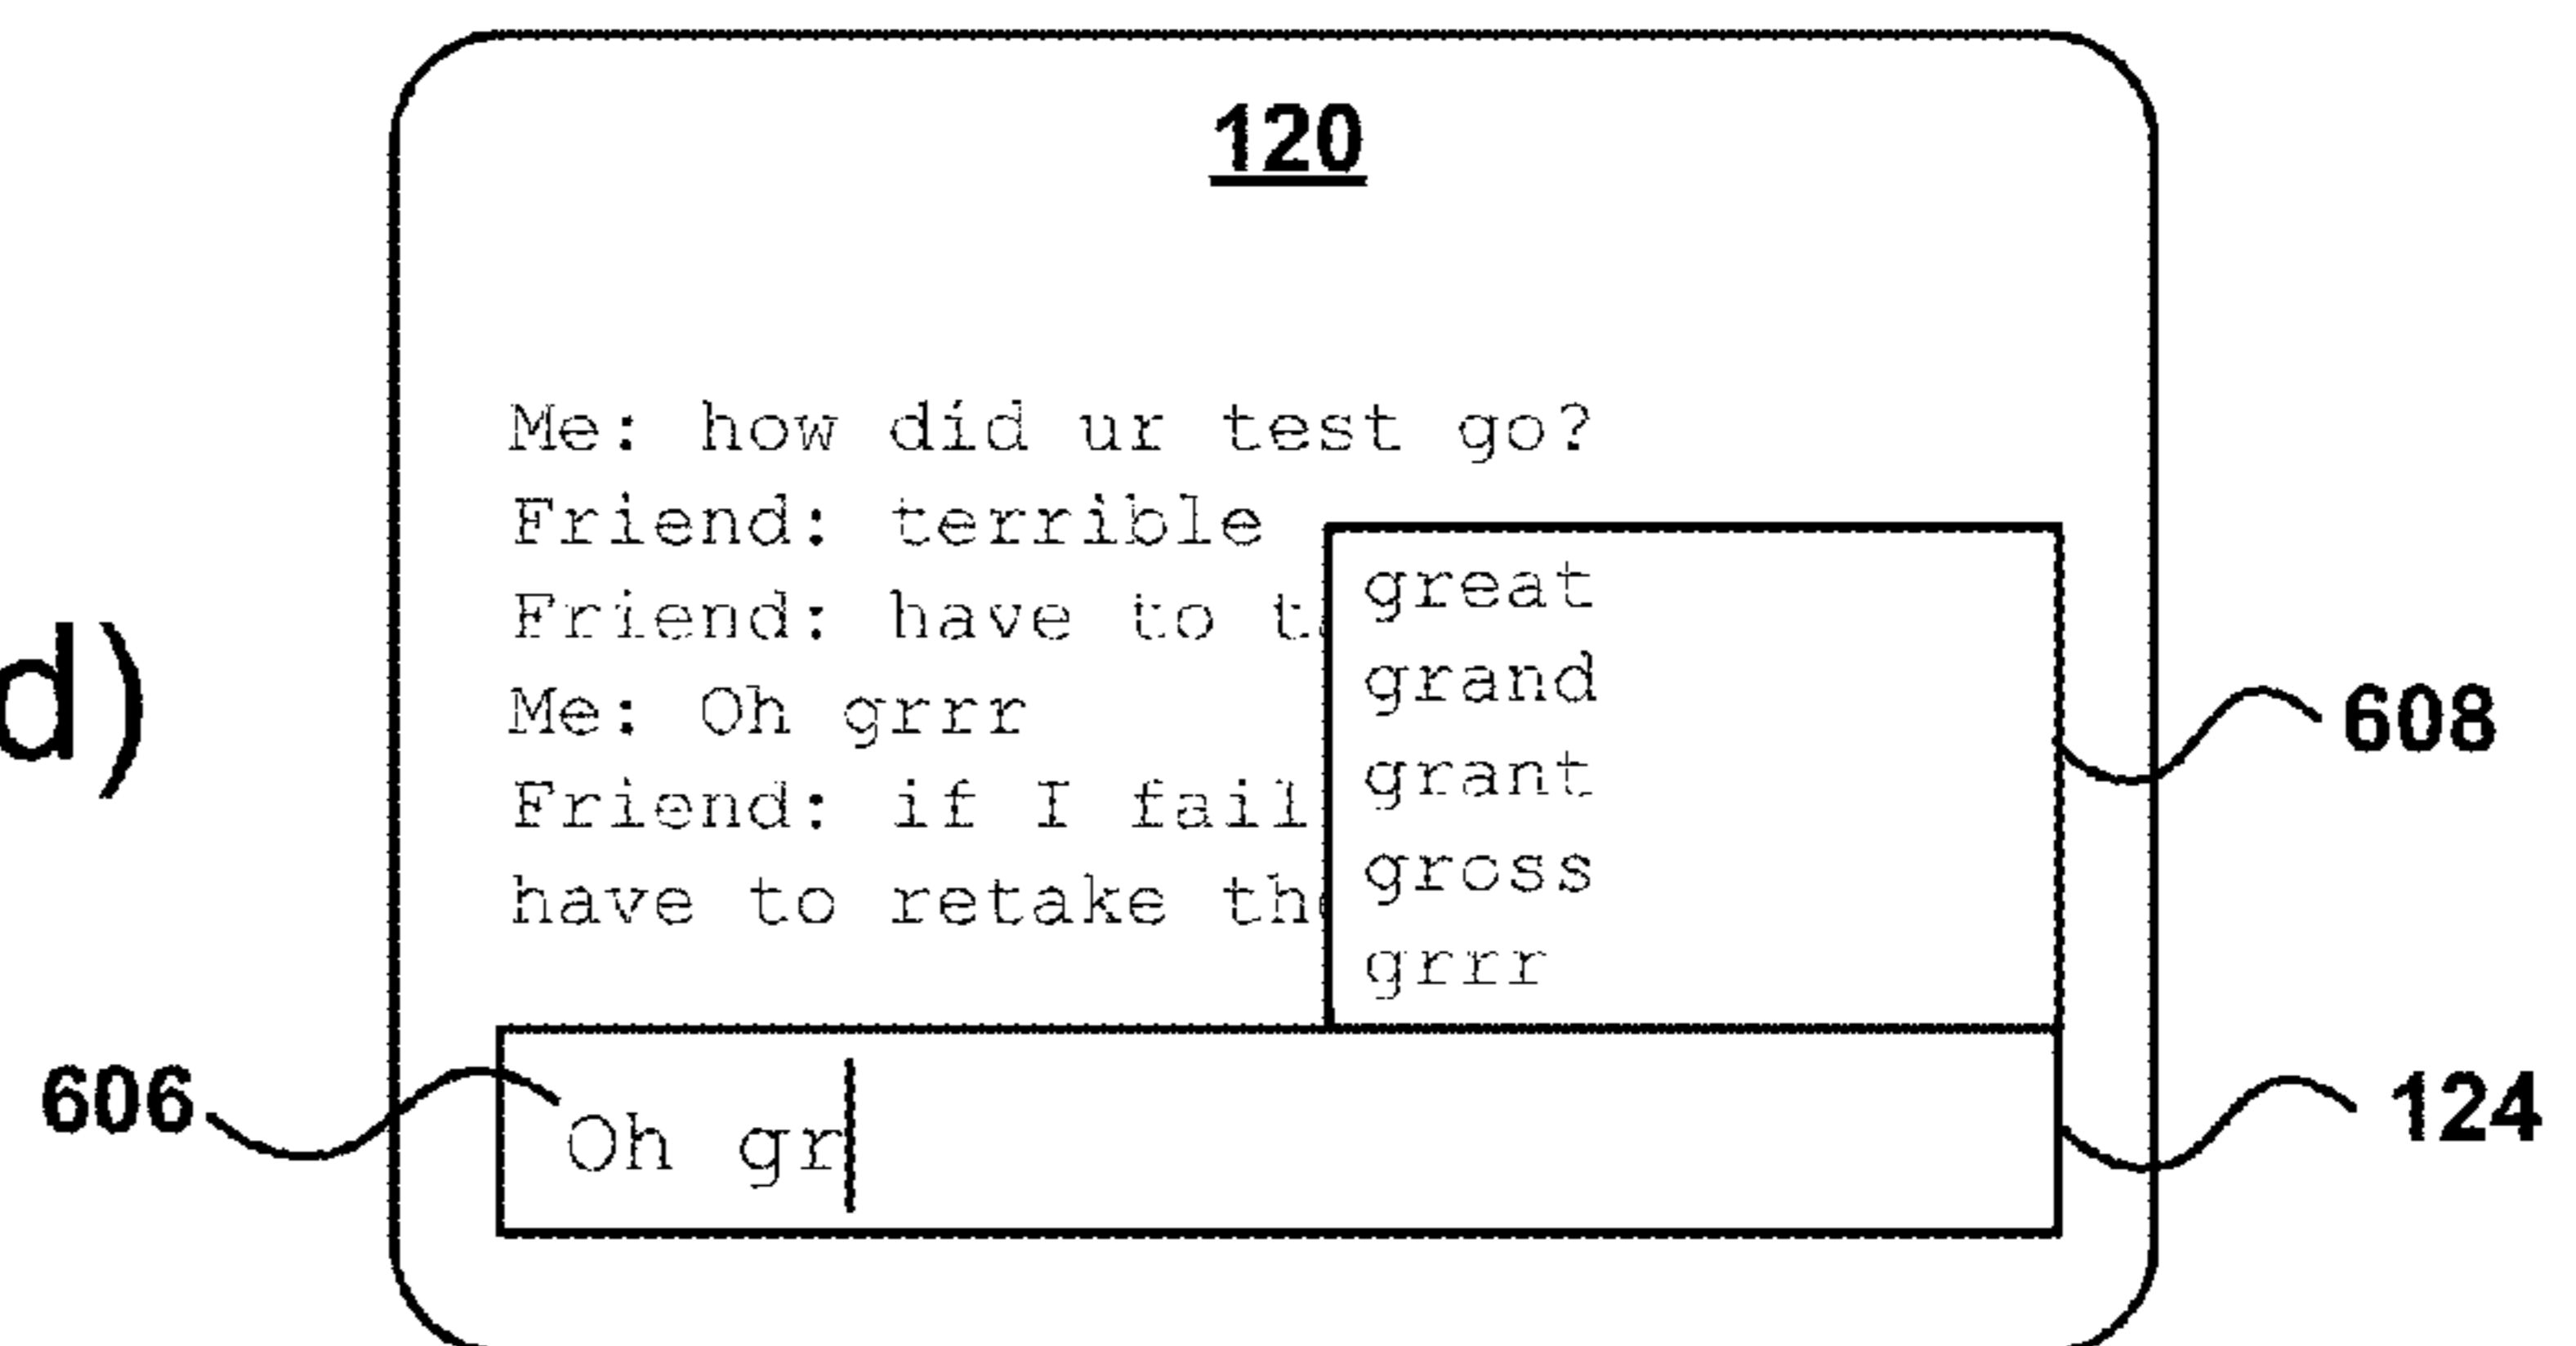 120
Me: how did ur test go?
Friend: terrible
Friend: have to
Me: Oh grrr
Friend: if I fail
have to retake
great
grand
grant
gross
grrr
d)
608
606
Oh gr
124